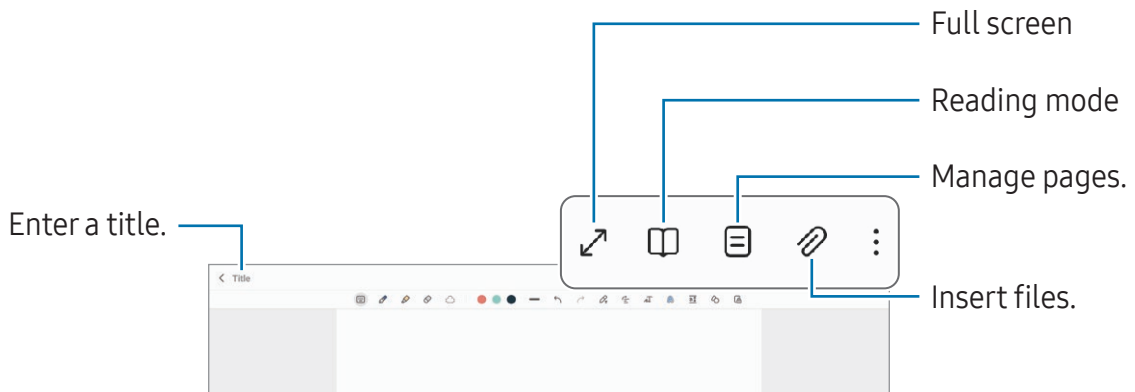 Full screen
Reading mode
Manage pages.
Enter a title.
Title
Insert files.